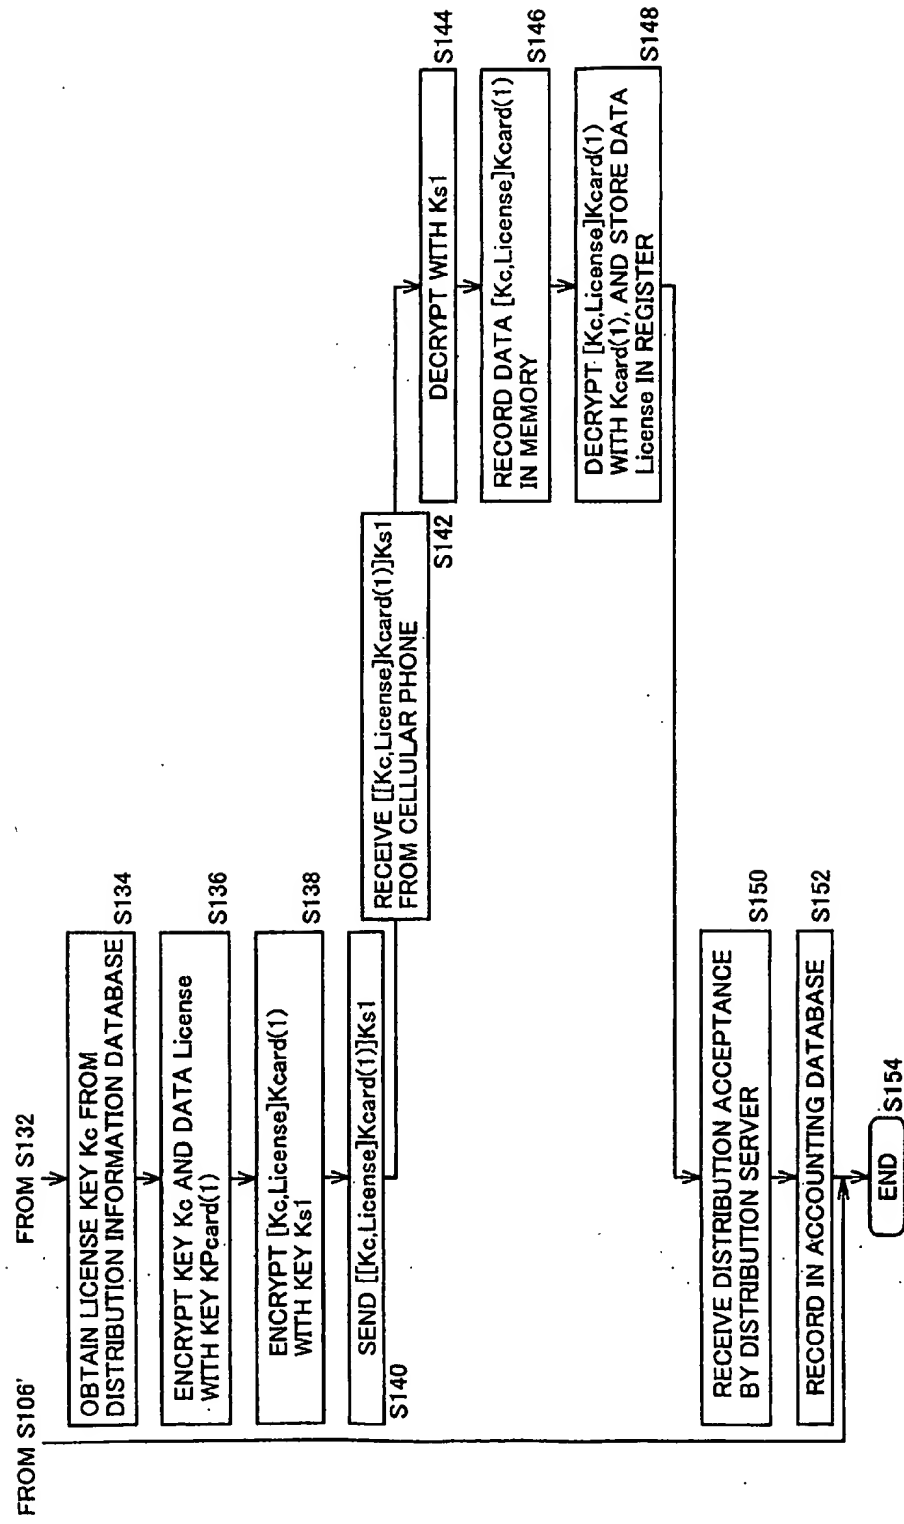 FROM S106'
FROM S132
OBTAIN LICENSE KEY Kc FROM
DISTRIBUTION INFORMATION DATABASE
S134
ENCRYPT KEY Kc AND DATA License
WITH KEY KPcard(1)
S136
ENCRYPT [Kc,License]Kcard(1)
WITH KEY Ks1
S138
SEND [[Kc,License]Kcard(1)]Ks1
S140
RECEIVE [[Kc,License]Kcard(1)]Ks1
FROM CELLULAR PHONE
S142
DECRYPT WITH Ks1
S144
RECORD DATA [Kc,License]Kcard(1)
IN MEMORY
S146
DECRYPT [Kc,License]Kcard(1)
WITH Kcard(1), AND STORE DATA
License IN REGISTER
S148
RECEIVE DISTRIBUTION ACCEPTANCE
BY DISTRIBUTION SERVER
S150
RECORD IN ACCOUNTING DATABASE
S152
END
S154